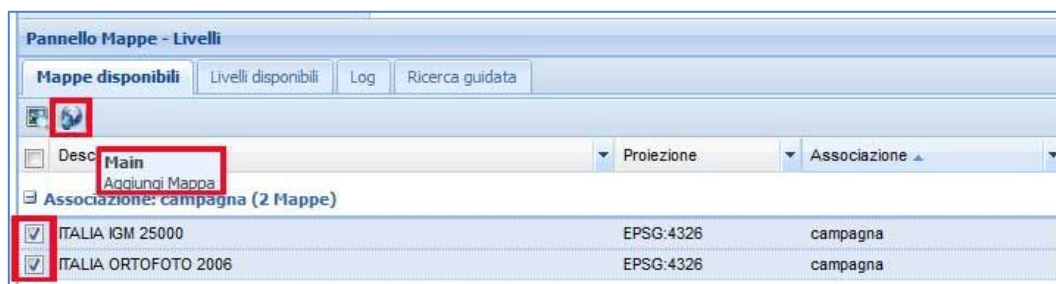 Pannello Mappe - Livelli
Mappe disponibili Livelli disponibili Log Ricerca guidata
Desc Proiezione Associazione
Main
Aggiungi Mappa
Associazione: campagna (2 Mappe)
ITALIA IGM 25000 EPSG:4326 campagna
ITALIA ORTOFOTO 2006 EPSG:4326 campagna